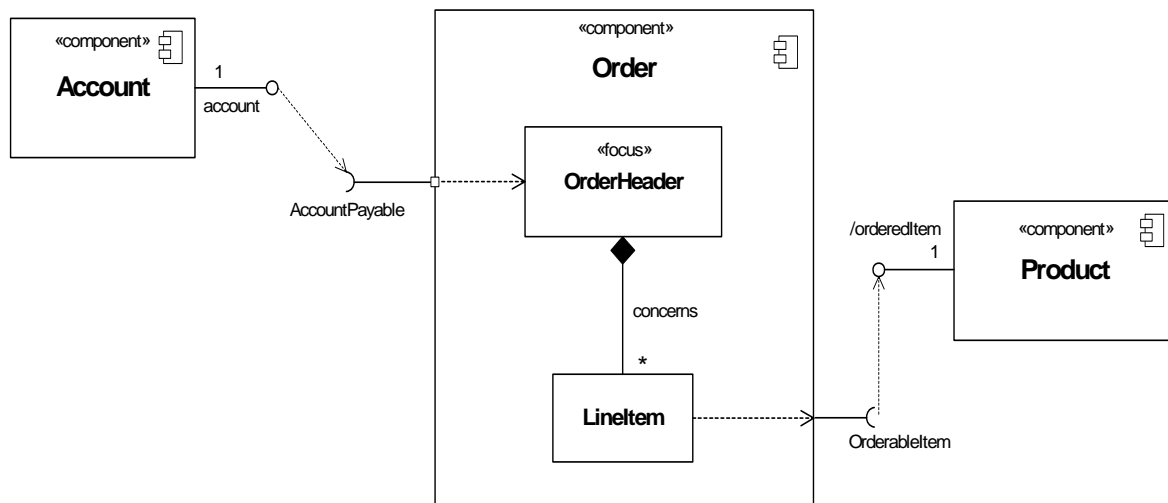 «component»
Account
1
account
AccountPayable
«component»
Order
«focus»
OrderHeader
concerns
*
LineItem
OrderableItem
/orderedItem
1
«component»
Product